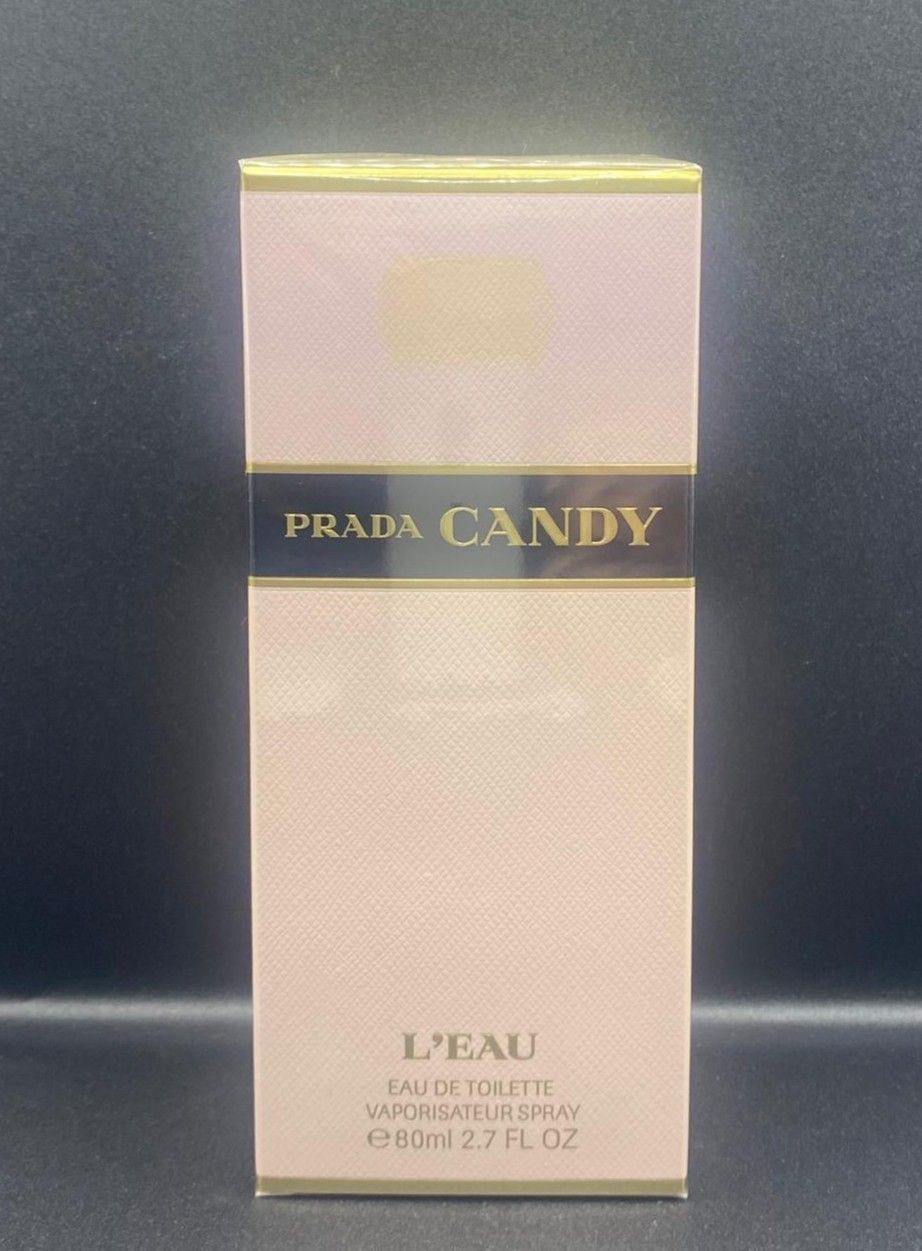 PRADA CANDY
L'EAU
EAU DE TOILETTE
VAPORISATEUR SPRAY
℮80ml 2.7 FL OZ